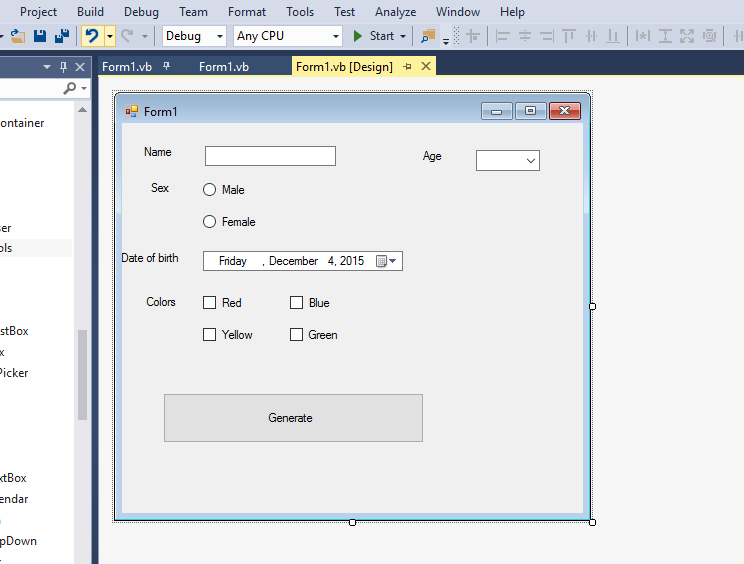 Project Build Debug Team Format Tools Test Analyze Window Help
Debug Any CPU Start
Form1.vb Form1.vb Form1.vb [Design]
Form1
ontainer
Name Age
Sex Male
Female
ser
ols
Date of birth Friday , December 4, 2015
Colors Red Blue
stBox
Yellow Green
x
Picker
Generate
xtBox
endar
pDown